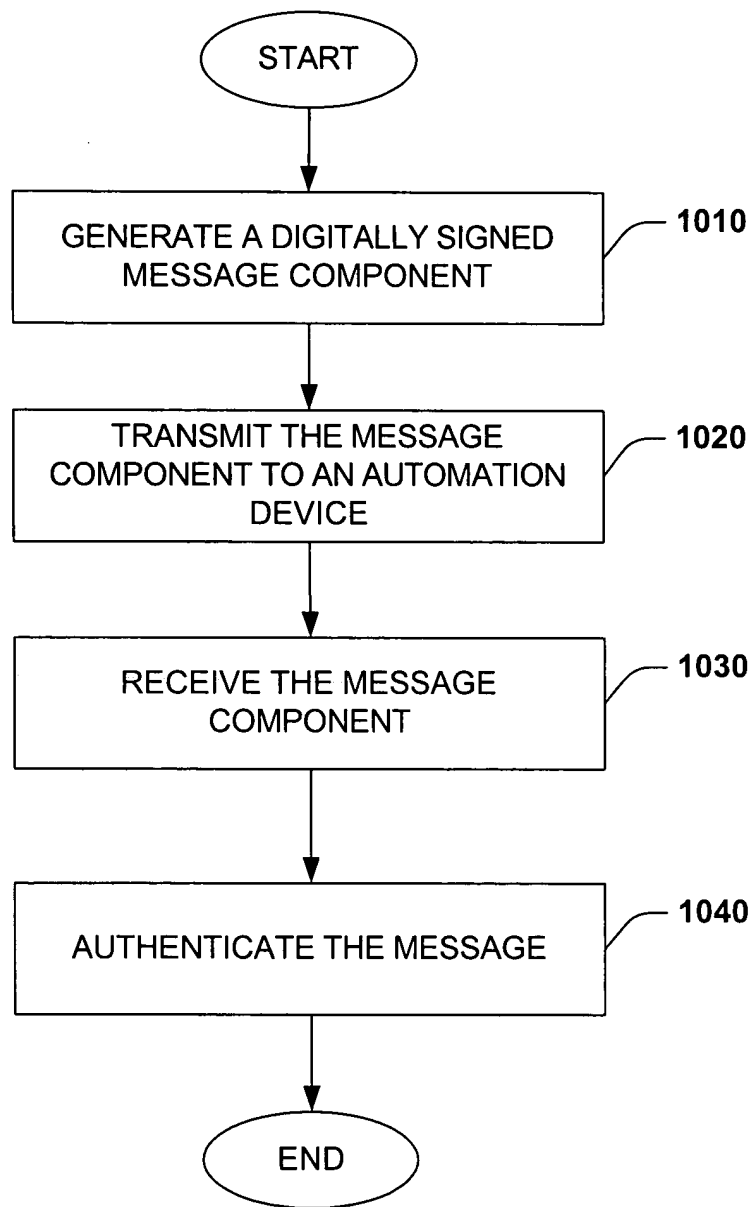 START
GENERATE A DIGITALLY SIGNED
MESSAGE COMPONENT
1010
TRANSMIT THE MESSAGE
COMPONENT TO AN AUTOMATION
DEVICE
1020
RECEIVE THE MESSAGE
COMPONENT
1030
AUTHENTICATE THE MESSAGE
1040
END